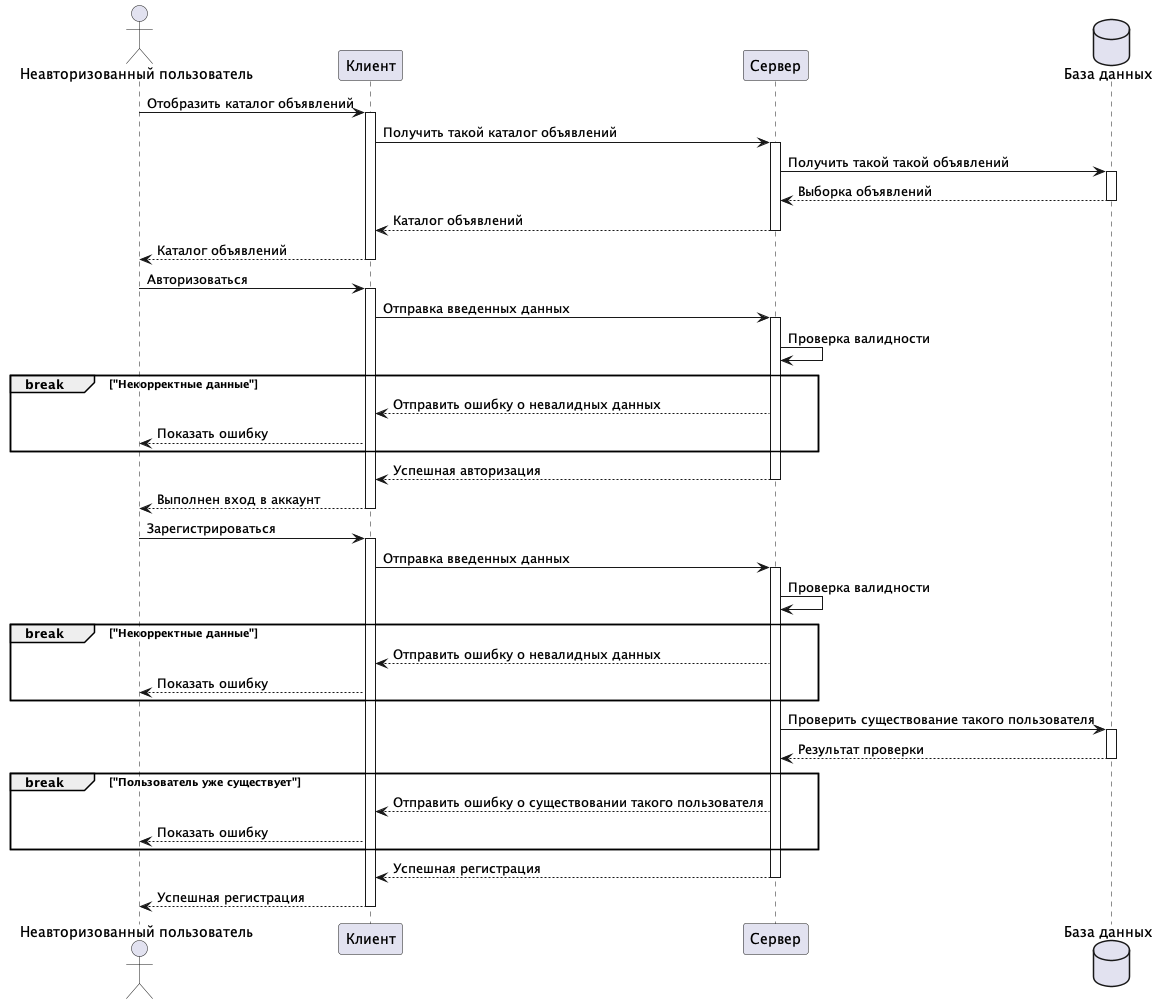 Неавторизованный пользователь
Клиент
Сервер
База данных
Отобразить каталог объявлений
Получить такой каталог объявлений
Получить такой такой объявлений
Выборка объявлений
Каталог объявлений
Каталог объявлений
Авторизоваться
Отправка введенных данных
Проверка валидности
break
["Некорректные данные"]
Отправить ошибку о невалидных данных
Показать ошибку
Успешная авторизация
Выполнен вход в аккаунт
Зарегистрироваться
Отправка введенных данных
Проверка валидности
break
["Некорректные данные"]
Отправить ошибку о невалидных данных
Показать ошибку
Проверить существование такого пользователя
Результат проверки
break
["Пользователь уже существует"]
Отправить ошибку о существовании такого пользователя
Показать ошибку
Успешная регистрация
Успешная регистрация
Неавторизованный пользователь
Клиент
Сервер
База данных